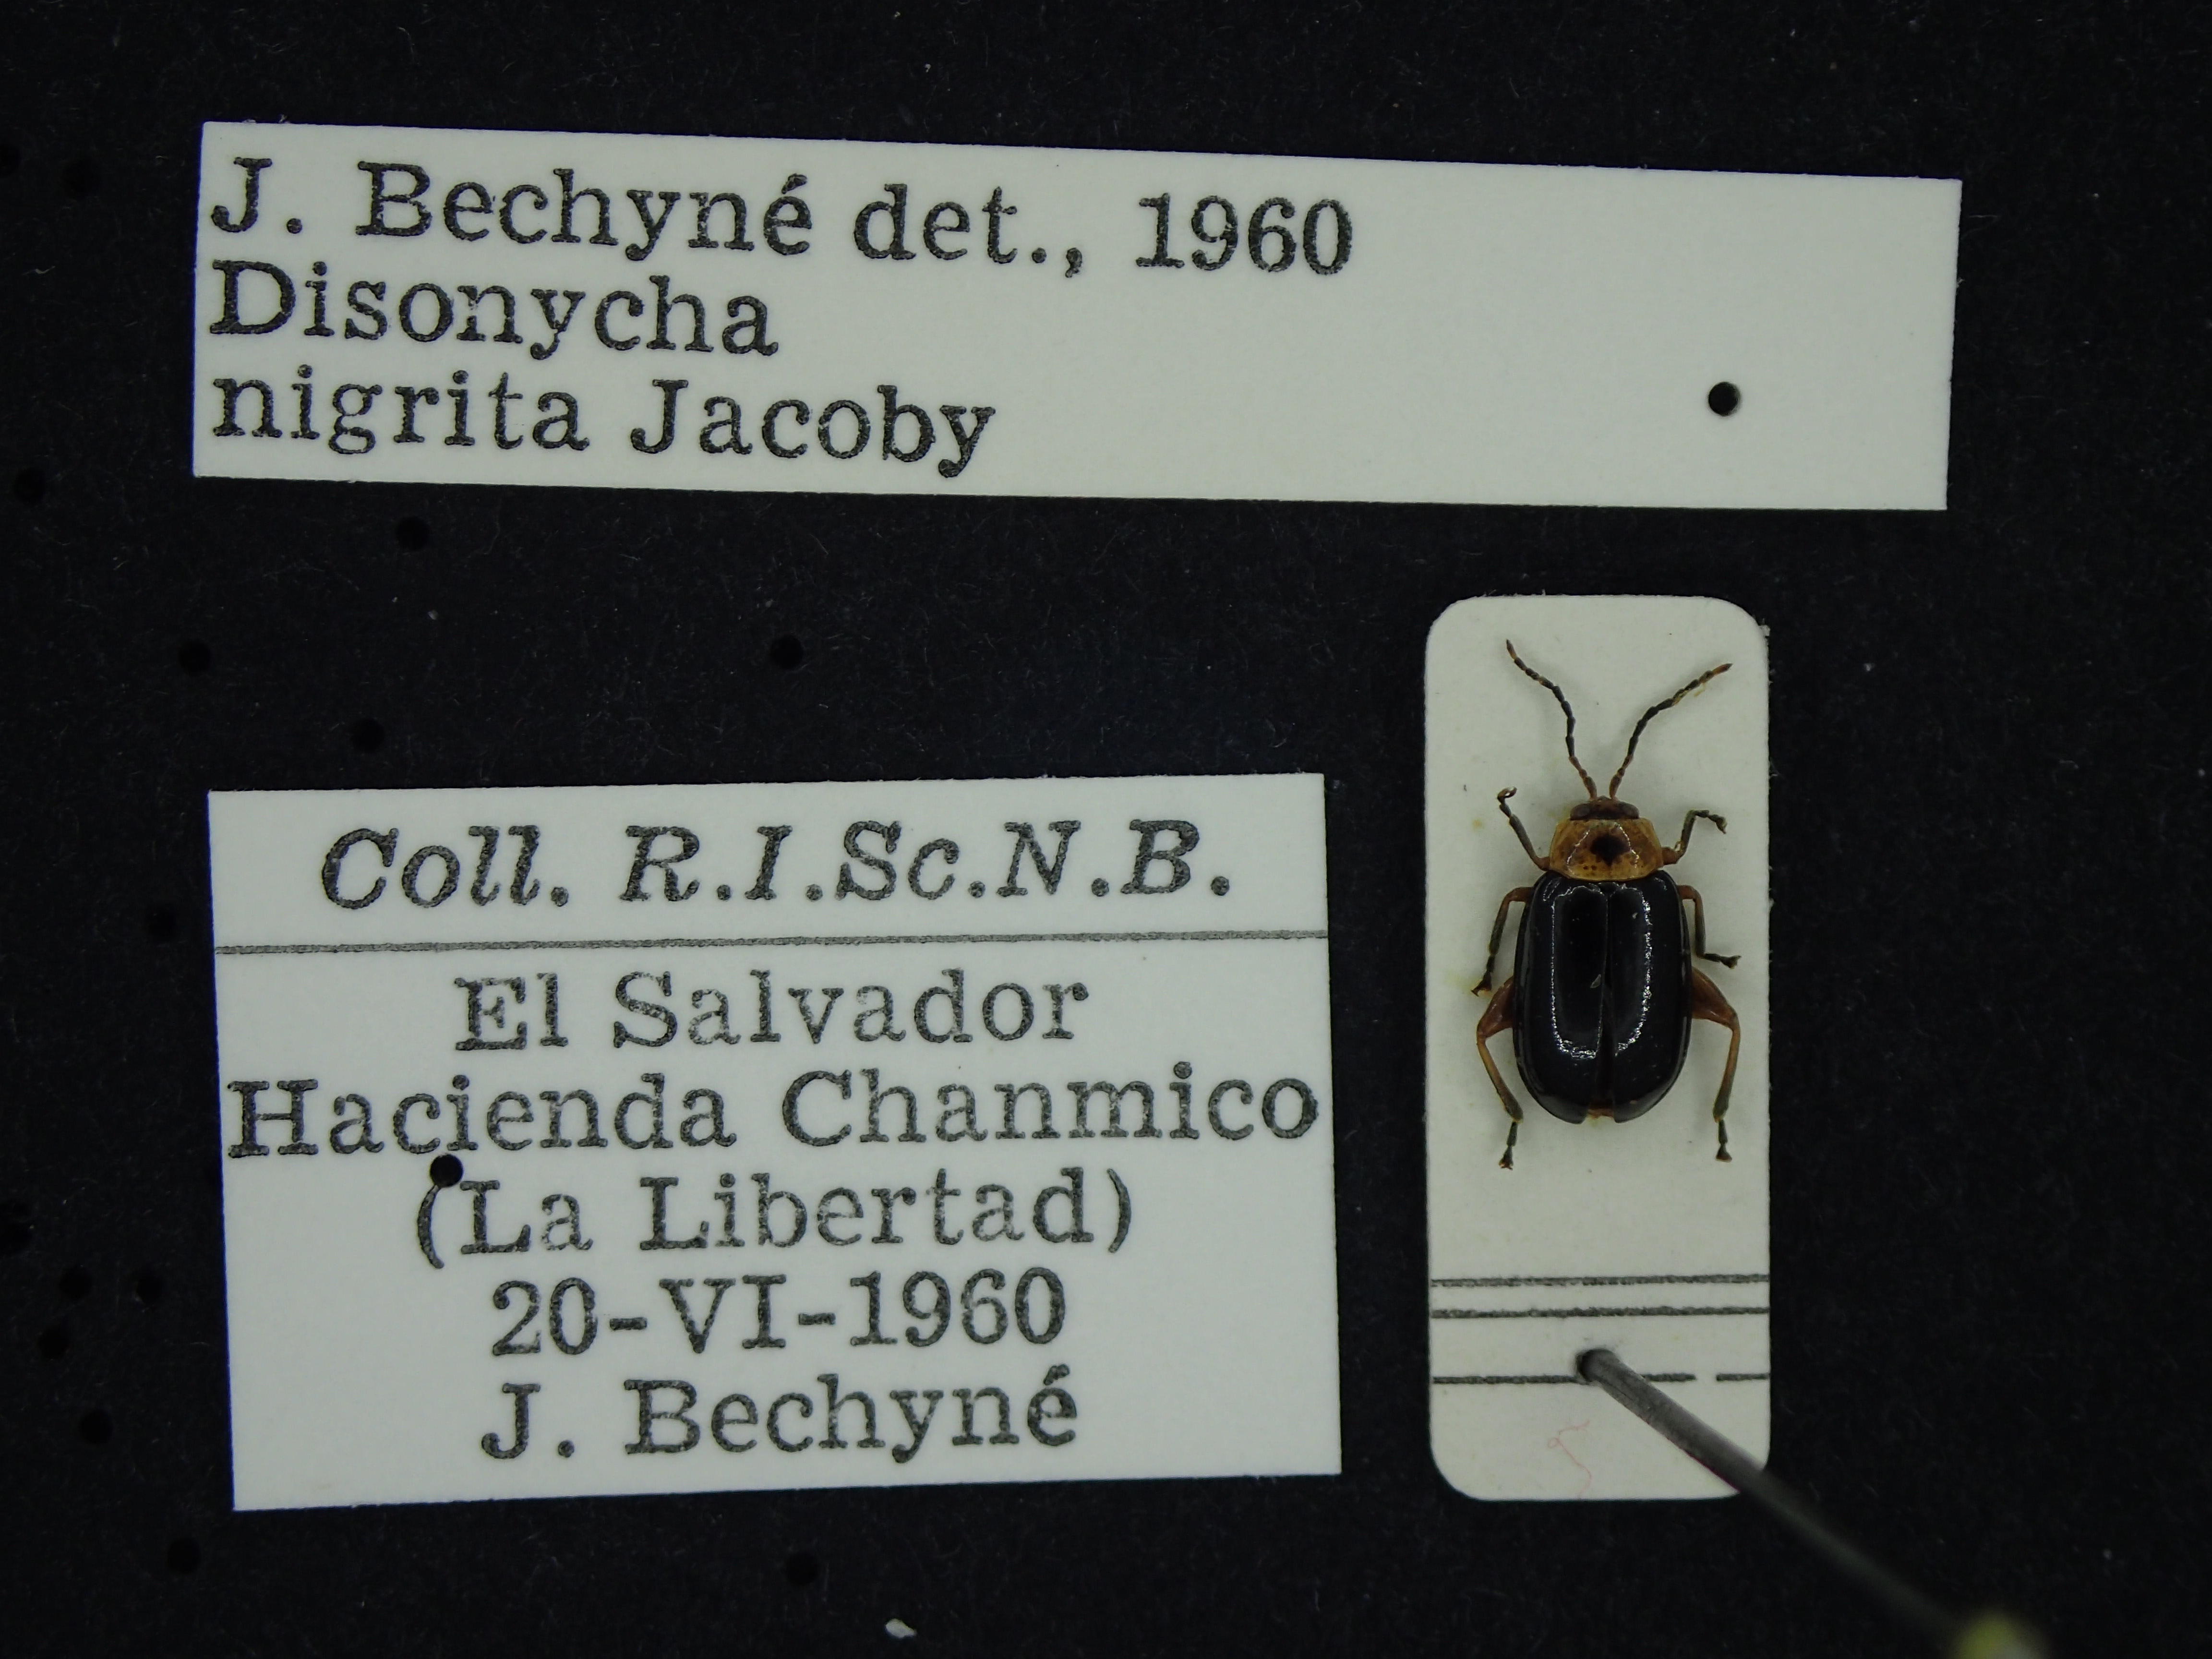 J. Bechyné det., 1960
Disonycha
nigrita Jacoby
Coll. R.I.Sc.N.B.
El Salvador
Hacienda Chanmico
(La Libertad)
20-VI-1960
J. Bechyné